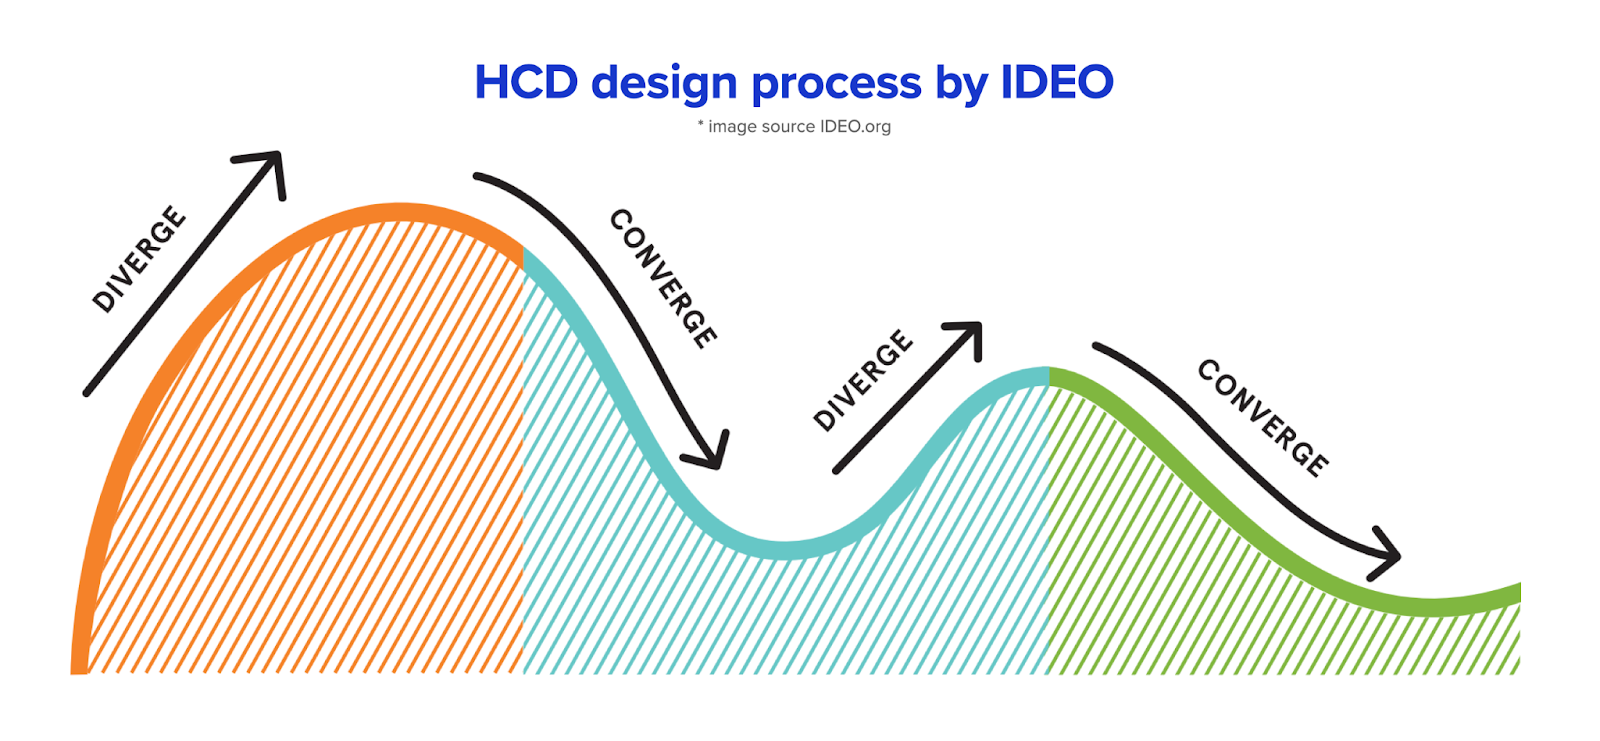 HCD design process by IDEO
* image source IDEO.org
DIVERGE
CONVERGE
DIVERGE
CONVERGE